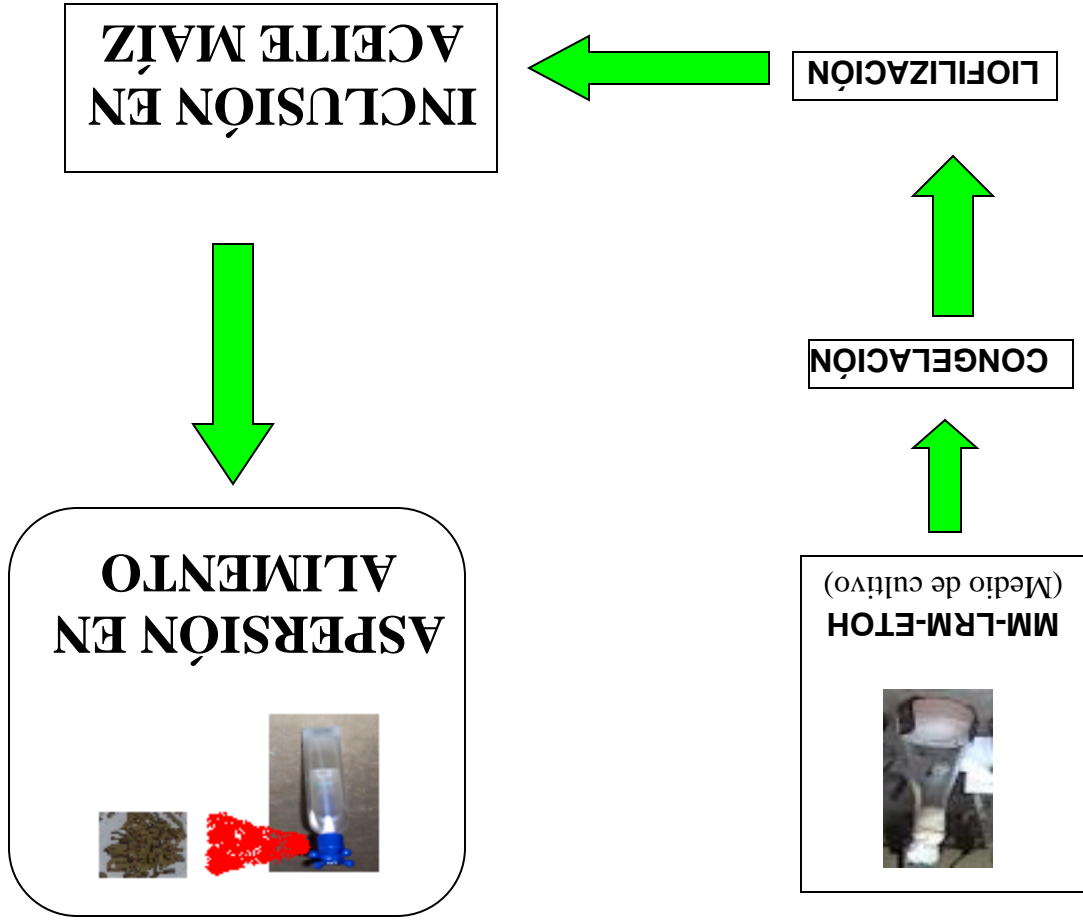 MM-LRM-ETOH
(Medio de cultivo)
CONGELACIÓN
LIOFILIZACIÓN
INCLUSIÓN EN
ACEITE MAÍZ
ASPERSIÓN EN
ALIMENTO